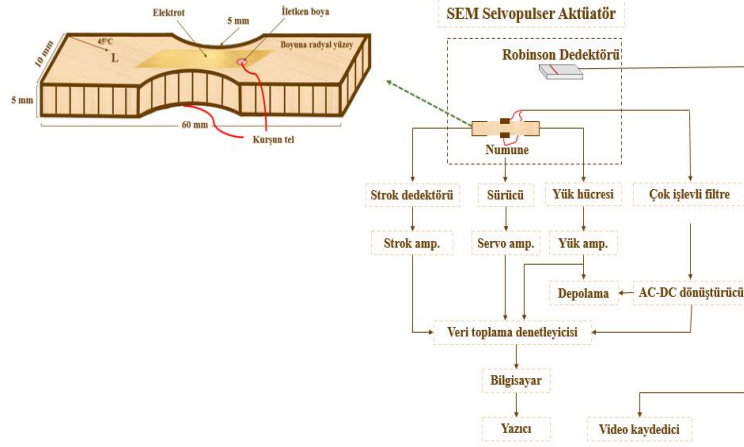 Elektrot
5 mm
İletken boya
45°C
L
10 mm
Boyuna radyal yüzey
5 mm
60 mm
Kurşun tel
SEM Selvopulser Aktüatör
Robinson Dedektörü
Numune
Strok dedektörü
Sürücü
Yük hücresi
Çok işlevli filtre
Strok amp.
Servo amp.
Yük amp.
Depolama
AC-DC dönüştürücü
Veri toplama denetleyicisi
Bilgisayar
Yazıcı
Video kaydedici